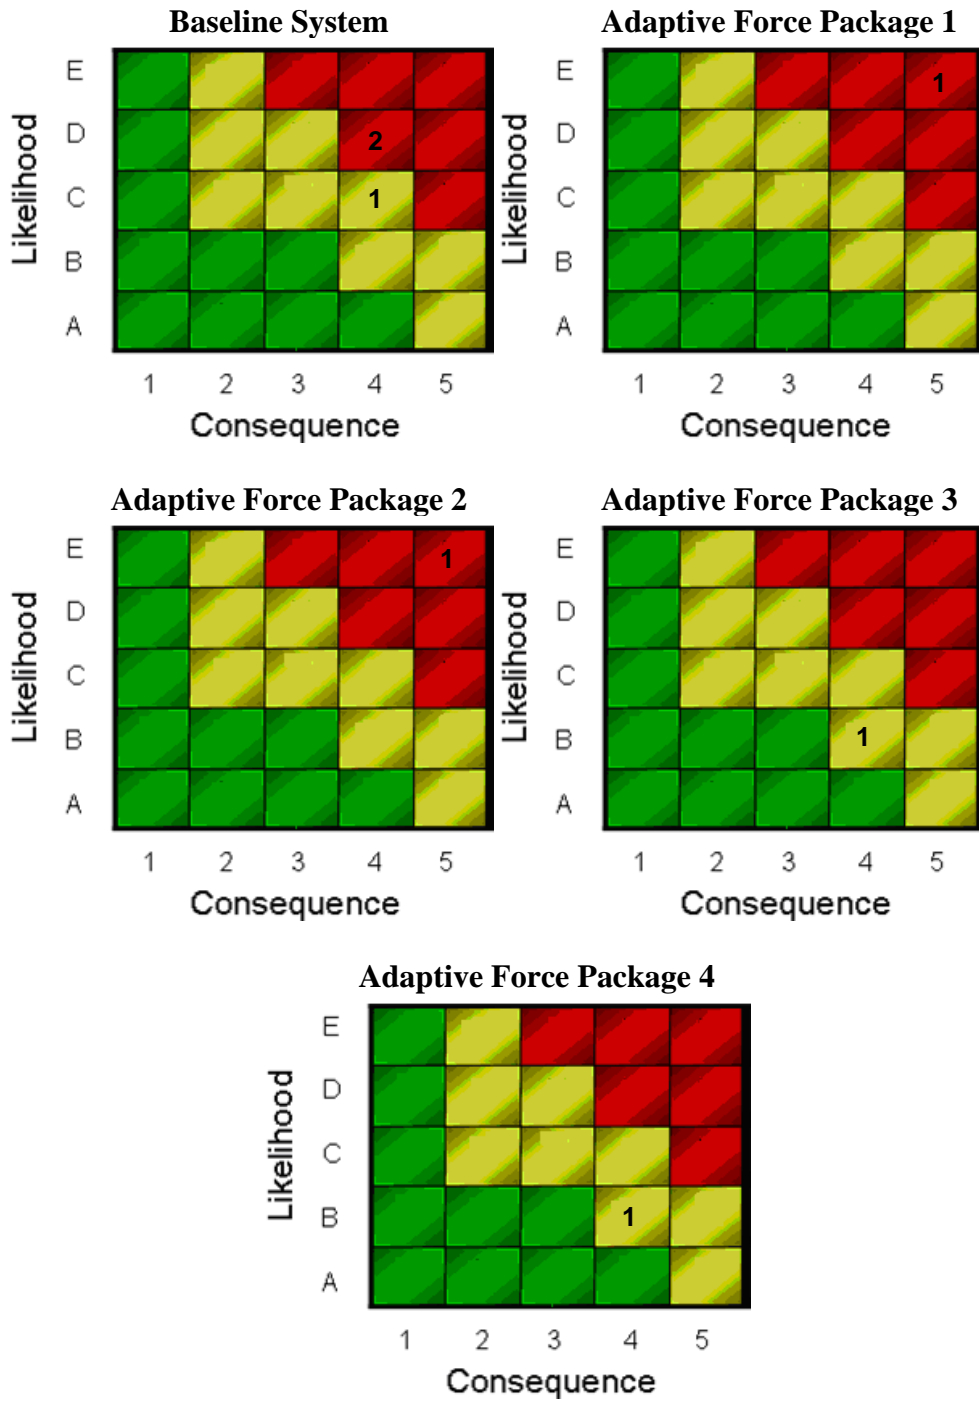 Baseline System
E
D
2
C
1
B
A
Likelihood
1 2 3 4 5
Consequence
Adaptive Force Package 1
E
1
D
C
B
A
Likelihood
1 2 3 4 5
Consequence
Adaptive Force Package 2
E
1
D
C
B
A
Likelihood
1 2 3 4 5
Consequence
Adaptive Force Package 3
E
D
C
B
1
A
Likelihood
1 2 3 4 5
Consequence
Adaptive Force Package 4
E
D
C
B
1
A
Likelihood
1 2 3 4 5
Consequence